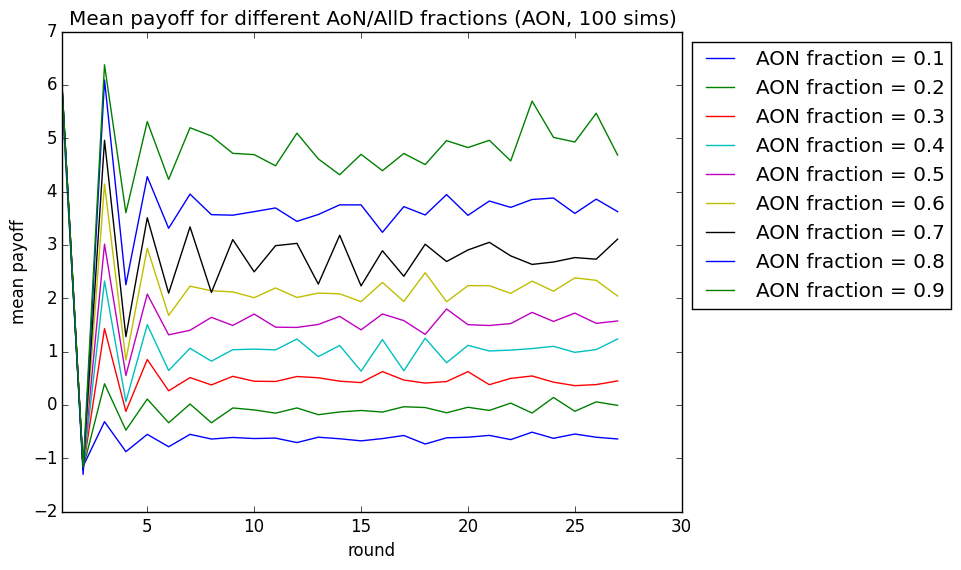 Mean payoff for different AoN/AllD fractions (AON, 100 sims)
7
6
5
4
3
2
1
0
−1
−2
mean payoff
5
10
15
20
25
30
round
AON fraction = 0.1
AON fraction = 0.2
AON fraction = 0.3
AON fraction = 0.4
AON fraction = 0.5
AON fraction = 0.6
AON fraction = 0.7
AON fraction = 0.8
AON fraction = 0.9